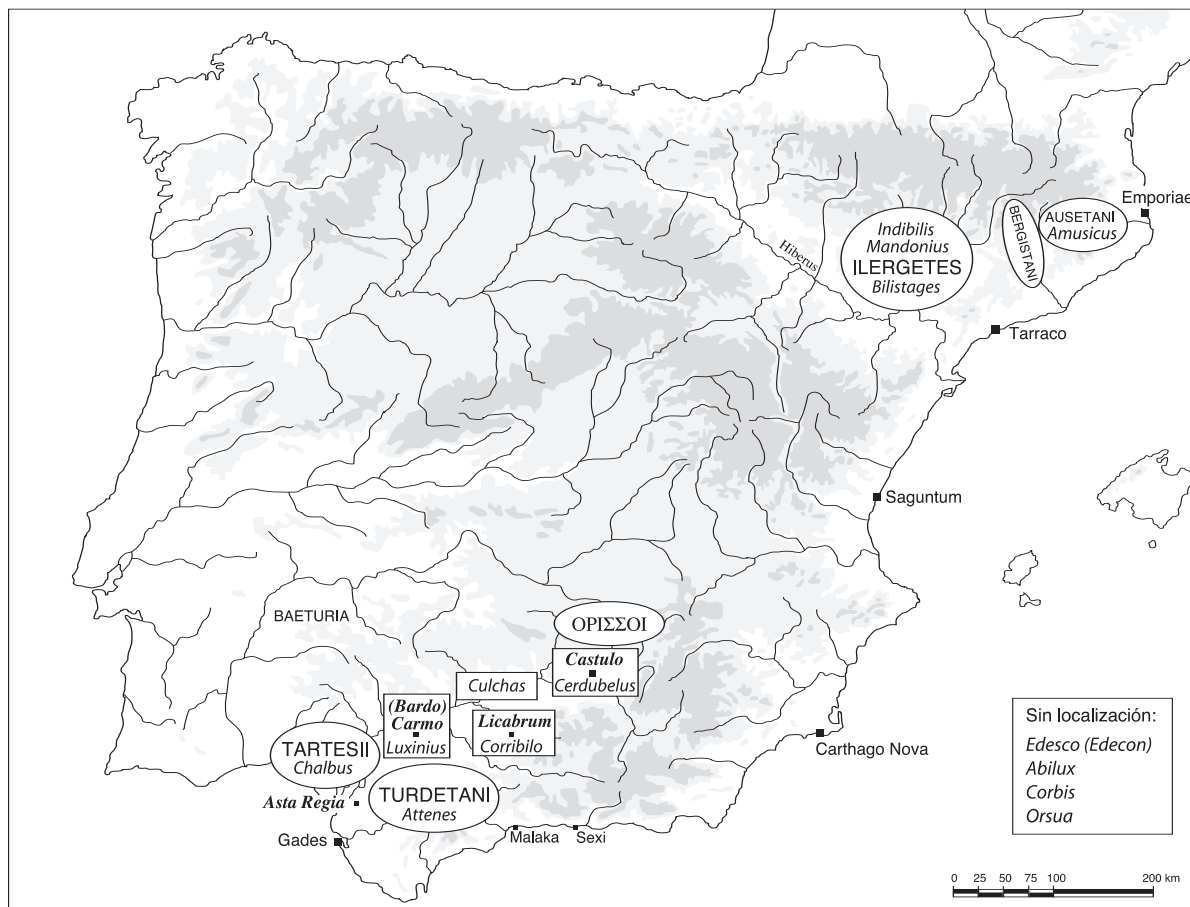 Emporiae
Indibilis
Mandonius
ILERGETES
Bilistages
BERGISTANI
AUSETANI
Amusicus
Hiberus
Tarraco
Saguntum
BAETURIA
ΟΡΙΣΣΟΙ
Castulo
Cerdubelus
Culchas
(Bardo)
Carmo
Luxinius
Licabrum
Corribilo
TARTESII
Chalbus
Carthago Nova
Asta Regia
TURDETANI
Attenes
Gades
Malaka
Sexi
Sin localización:
Edesco (Edecon)
Abilux
Corbis
Orsua
0 25 50 75 100 200 km